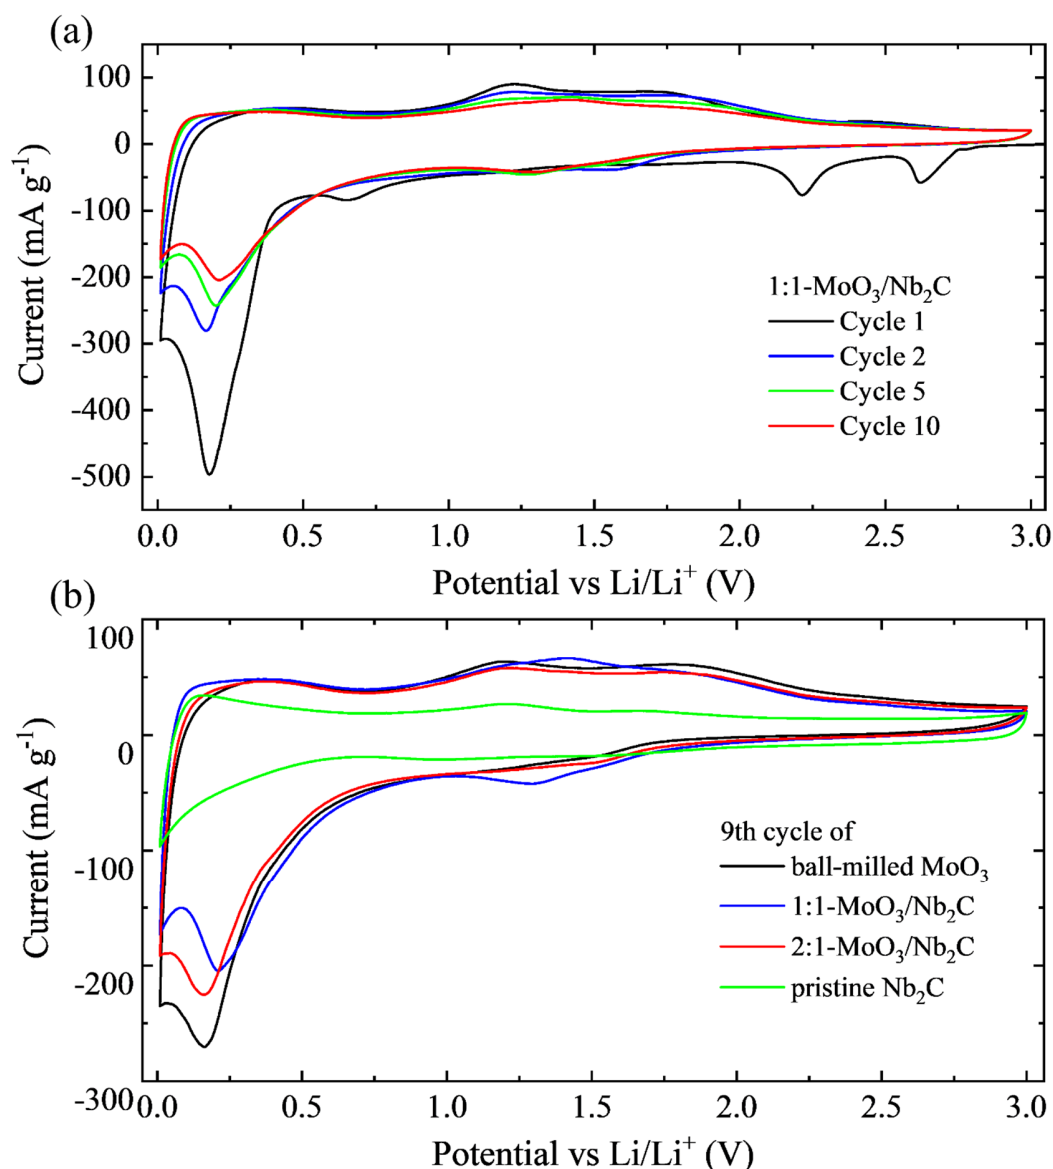 (a)
100
0
-100
-200
-300
-400
-500
Current (mA g⁻¹)
1:1-MoO₃/Nb₂C
Cycle 1
Cycle 2
Cycle 5
Cycle 10
0.0 0.5 1.0 1.5 2.0 2.5 3.0
Potential vs Li/Li⁺ (V)
(b)
100
0
-100
-200
-300
Current (mA g⁻¹)
9th cycle of
ball-milled MoO₃
1:1-MoO₃/Nb₂C
2:1-MoO₃/Nb₂C
pristine Nb₂C
0.0 0.5 1.0 1.5 2.0 2.5 3.0
Potential vs Li/Li⁺ (V)